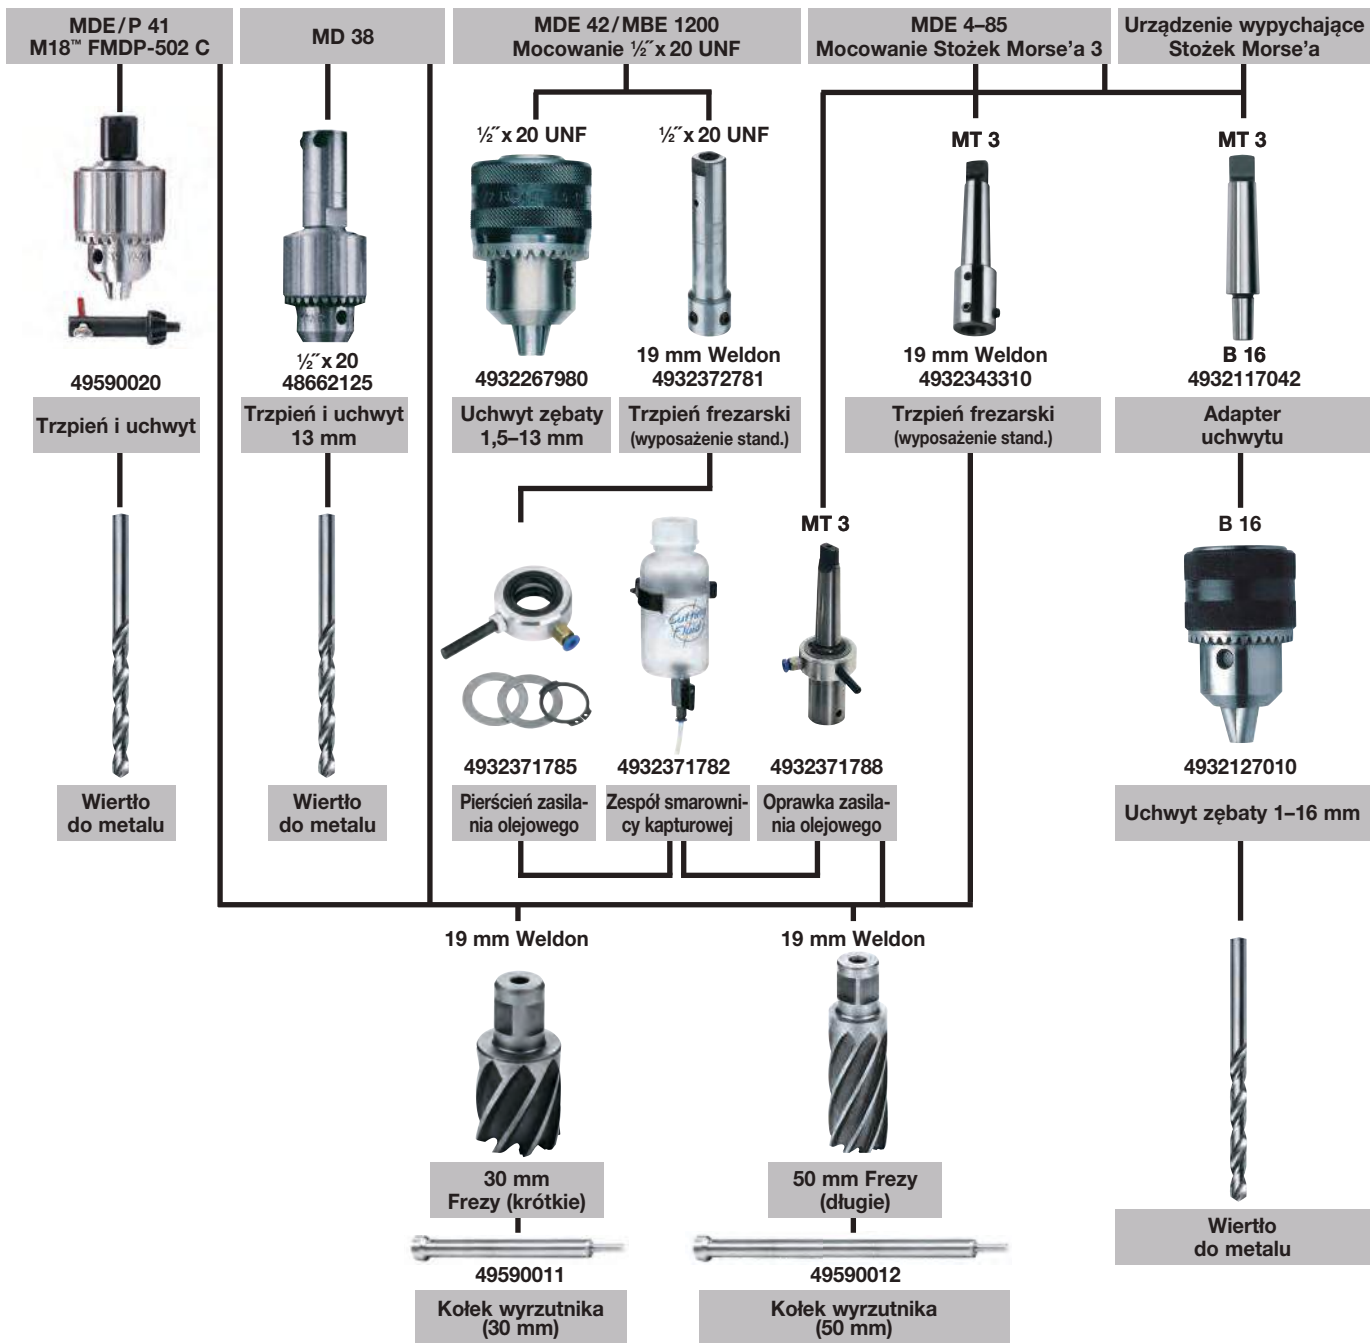 MDE/P 41
M18™ FMDP-502 C
MD 38
MDE 42/MBE 1200
Mocowanie ½˝x 20 UNF
MDE 4–85
Mocowanie Stożek Morse’a 3
Urządzenie wypychające
Stożek Morse’a
½˝x 20 UNF
½˝x 20 UNF
MT 3
MT 3
½˝x 20
19 mm Weldon
19 mm Weldon
B 16
49590020
48662125
4932267980
4932372781
4932343310
4932117042
Trzpień i uchwyt
Trzpień i uchwyt
13 mm
Uchwyt zębaty
1,5–13 mm
Trzpień frezarski
(wyposażenie stand.)
Trzpień frezarski
(wyposażenie stand.)
Adapter
uchwytu
MT 3
B 16
Cutting
Fluid
4932371785
4932371782
4932371788
4932127010
Wiertło
do metalu
Wiertło
do metalu
Pierścień zasila-
nia olejowego
Zespół smarowni-
cy kapturowej
Oprawka zasila-
nia olejowego
Uchwyt zębaty 1–16 mm
19 mm Weldon
19 mm Weldon
30 mm
Frezy (krótkie)
50 mm Frezy
(długie)
Wiertło
do metalu
49590011
49590012
Kołek wyrzutnika
(30 mm)
Kołek wyrzutnika
(50 mm)